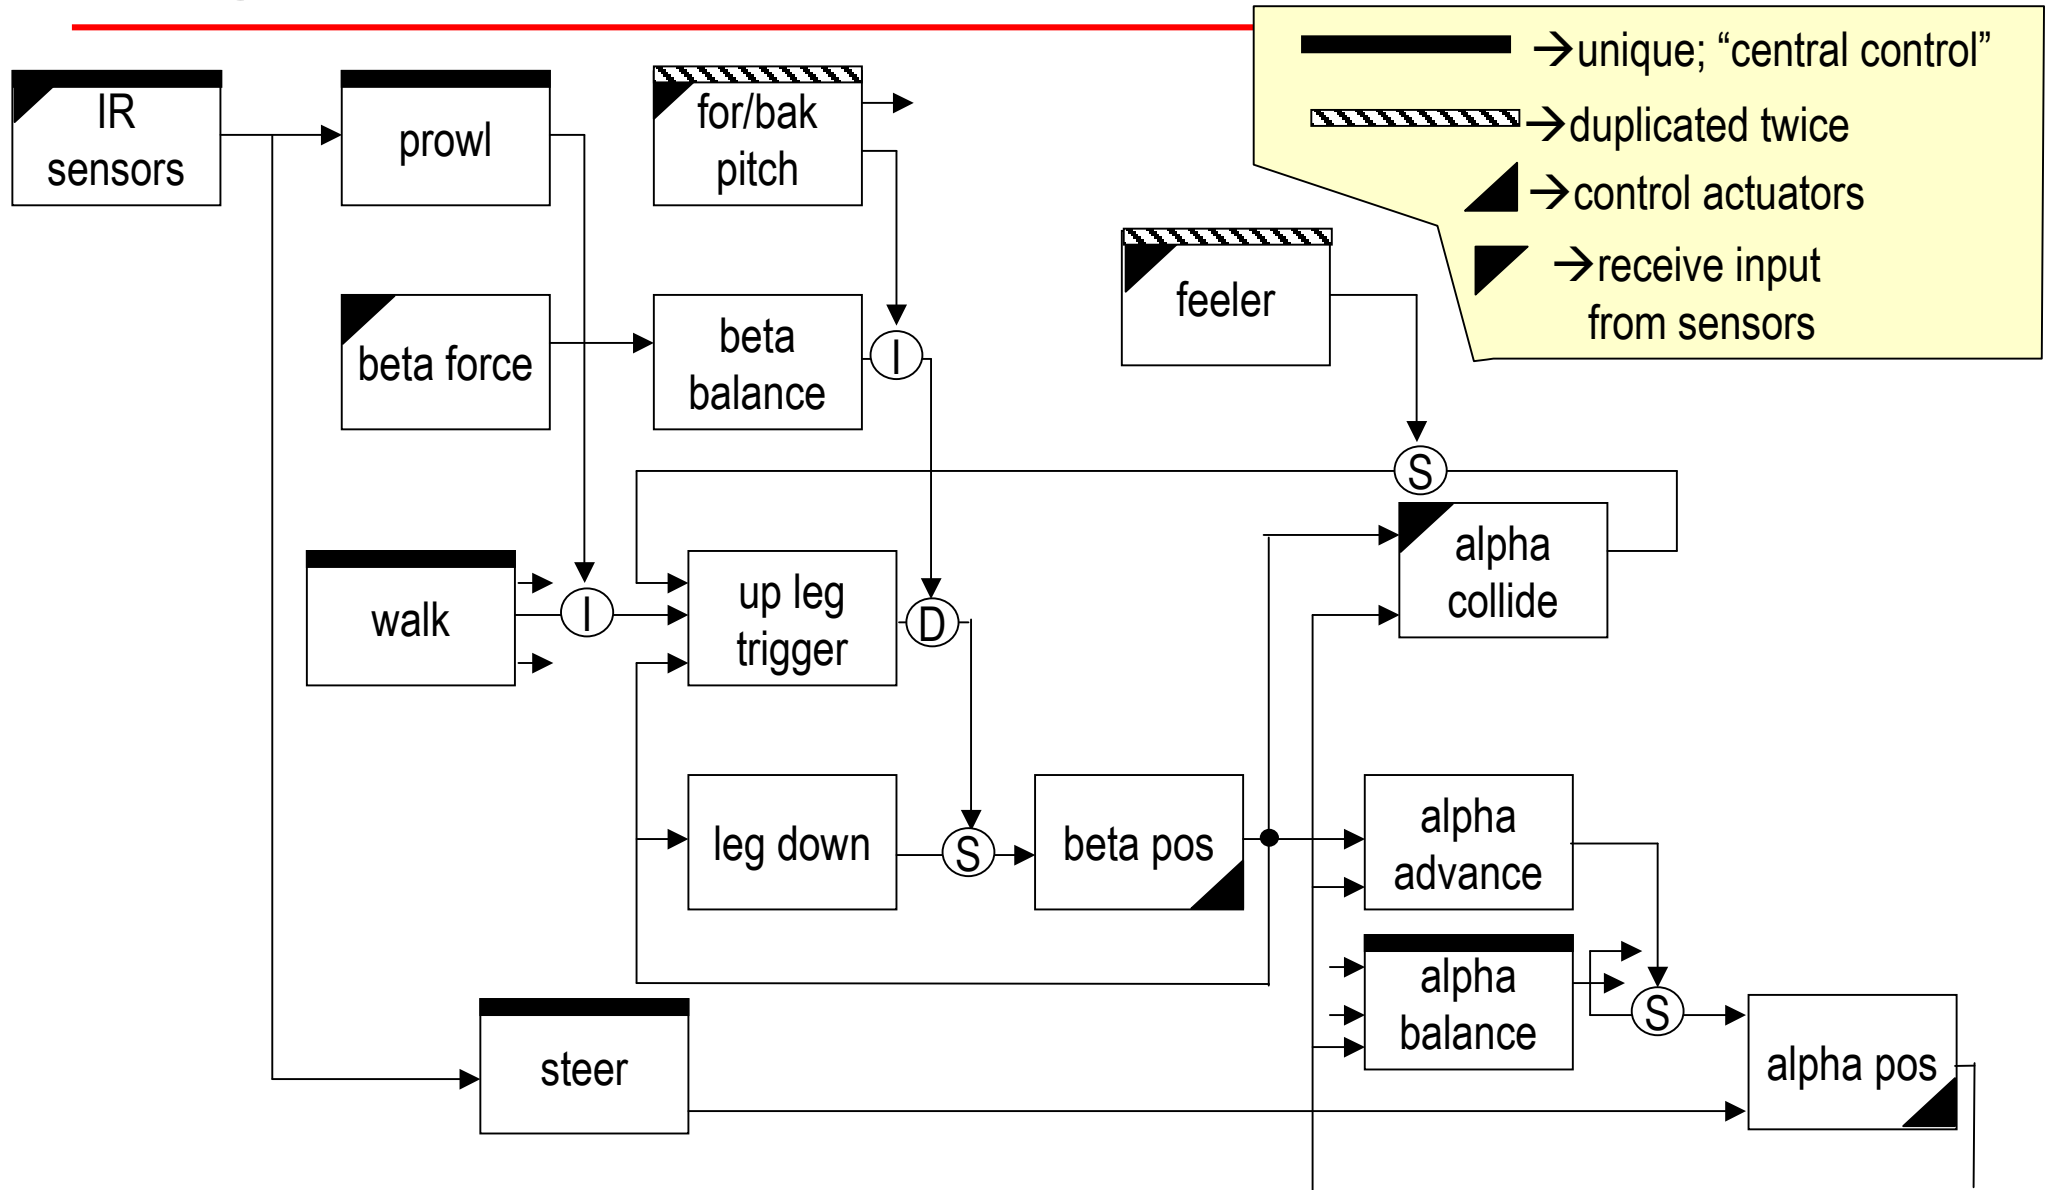 →unique; “central control”
→duplicated twice
→control actuators
→receive input
from sensors
IR
sensors
prowl
for/bak
pitch
feeler
beta force
beta
balance
I
S
alpha
collide
walk
I
up leg
trigger
D
leg down
S
beta pos
alpha
advance
alpha
balance
S
steer
alpha pos